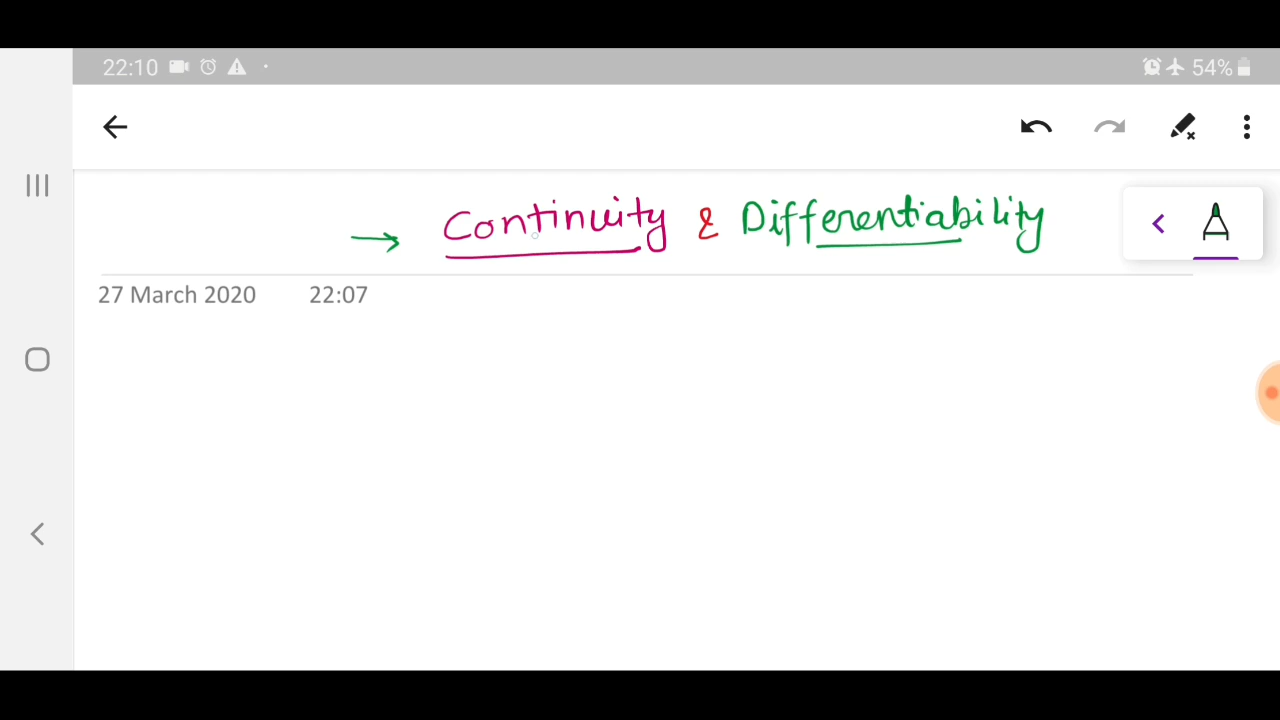 22:10 54%
→ Continuity & Differentiability
27 March 2020 22:07